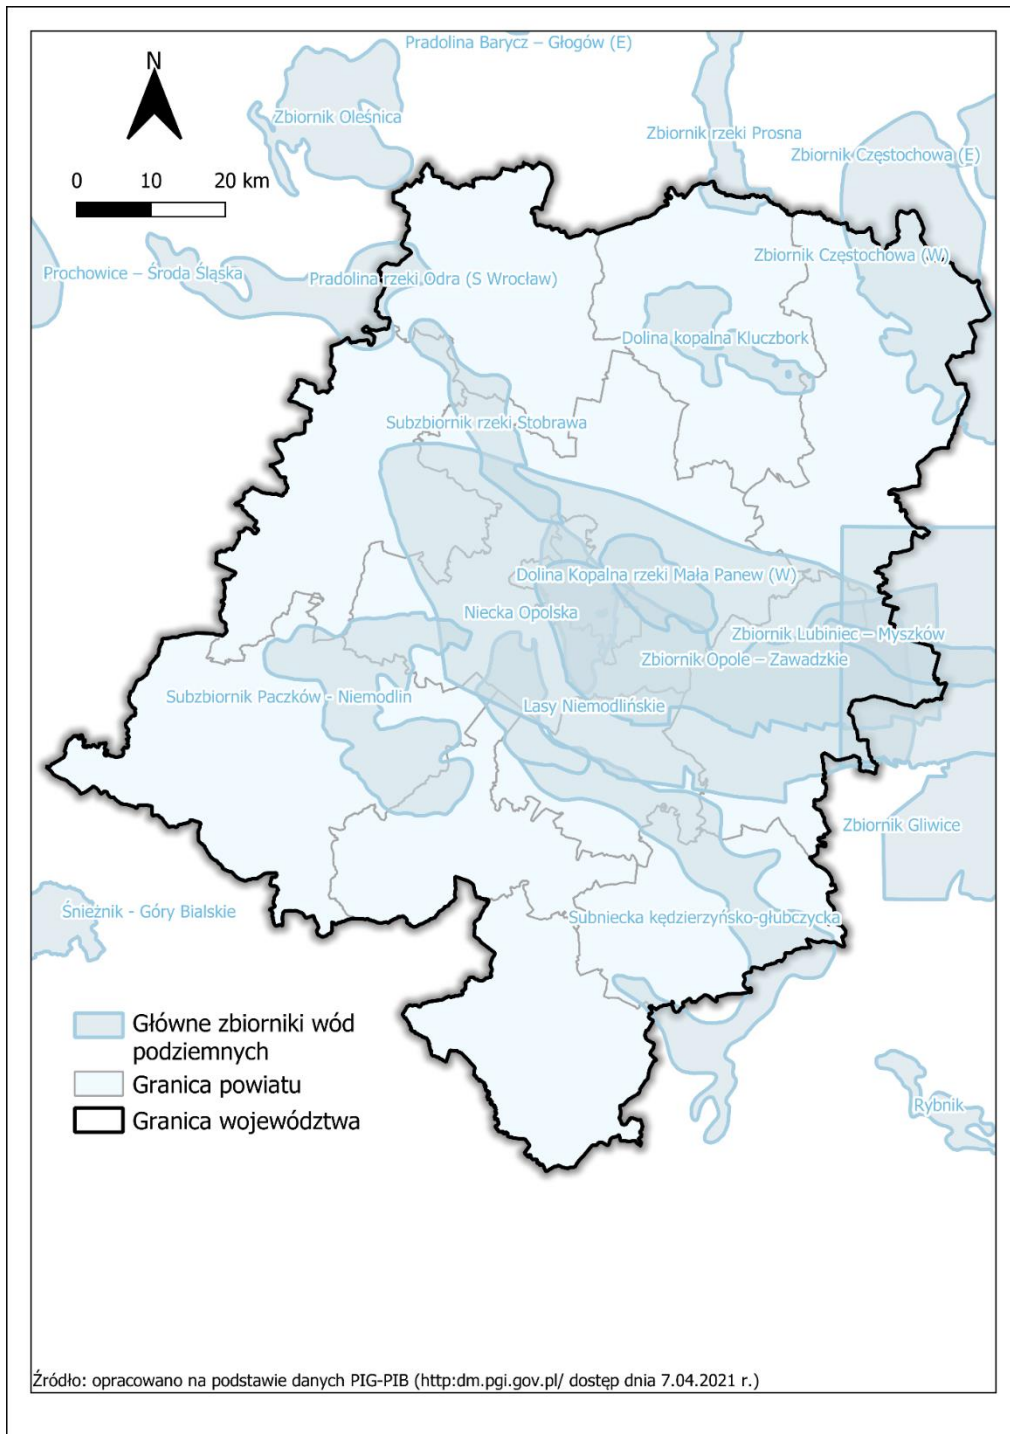 Pradolina Barycz – Głogów (E)
N
Zbiornik Oleśnica
Zbiornik rzeki Prosna
Zbiornik Częstochowa (E)
0 10 20 km
Zbiornik Częstochowa (W)
Prochowice – Środa Śląska
Pradolina rzeki Odra (S Wrocław)
Dolina kopalna Kluczbork
Subzbiornik rzeki Stobrawa
Dolina Kopalna rzeki Mała Panew (W)
Niecka Opolska
Zbiornik Lubiniec – Myszków
Zbiornik Opole – Zawadzkie
Subzbiornik Paczków - Niemodlin
Lasy Niemodlińskie
Zbiornik Gliwice
Śnieżnik - Góry Bialskie
Subniecka kędzierzyńsko-głubczycka
Główne zbiorniki wód
podziemnych
Granica powiatu
Granica województwa
Rybnik
Źródło: opracowano na podstawie danych PIG-PIB (http:dm.pgi.gov.pl/ dostęp dnia 7.04.2021 r.)